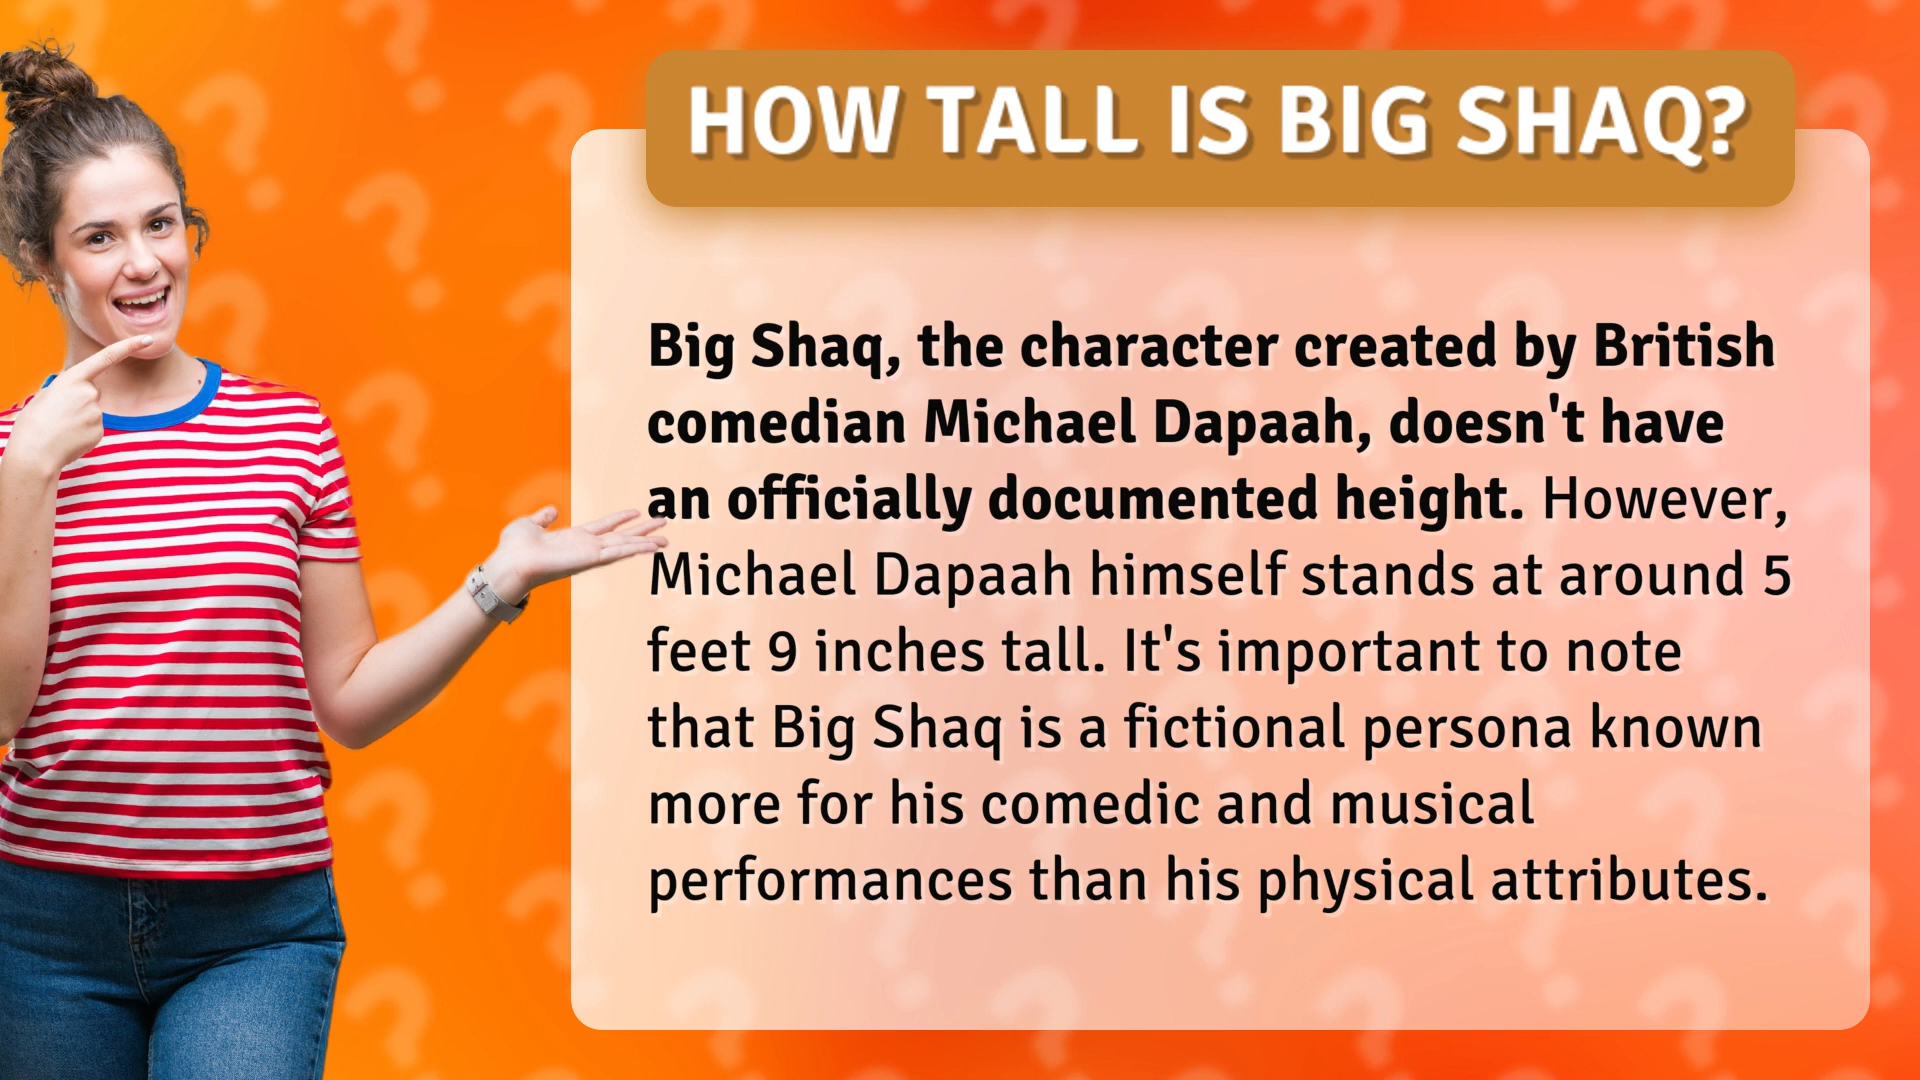 HOW TALL IS BIG SHAQ?
Big Shaq, the character created by British
comedian Michael Dapaah, doesn't have
an officially documented height. However,
Michael Dapaah himself stands at around 5
feet 9 inches tall. It's important to note
that Big Shaq is a fictional persona known
more for his comedic and musical
performances than his physical attributes.